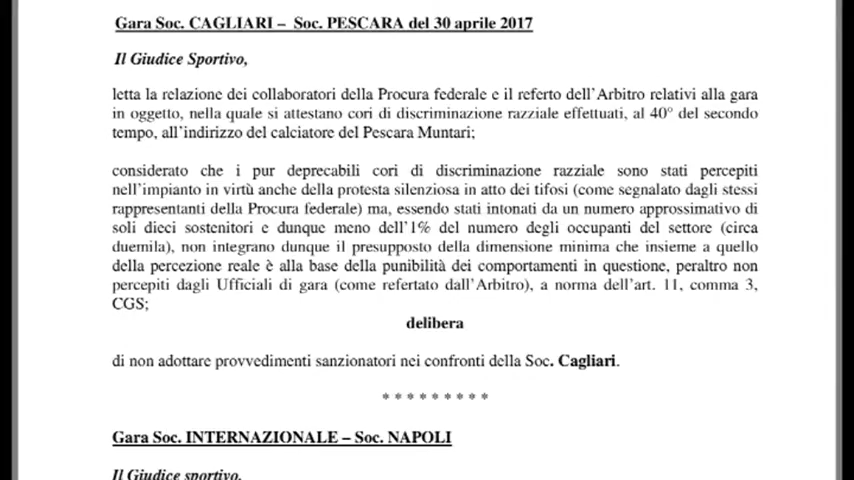 Gara Soc. CAGLIARI – Soc. PESCARA del 30 aprile 2017
Il Giudice Sportivo,
letta la relazione dei collaboratori della Procura federale e il referto dell'Arbitro relativi alla gara
in oggetto, nella quale si attestano cori di discriminazione razziale effettuati, al 40° del secondo
tempo, all'indirizzo del calciatore del Pescara Muntari;
considerato che i pur deprecabili cori di discriminazione razziale sono stati percepiti
nell'impianto in virtù anche della protesta silenziosa in atto dei tifosi (come segnalato dagli stessi
rappresentanti della Procura federale) ma, essendo stati intonati da un numero approssimativo di
soli dieci sostenitori e dunque meno dell'1% del numero degli occupanti del settore (circa
duemila), non integrano dunque il presupposto della dimensione minima che insieme a quello
della percezione reale è alla base della punibilità dei comportamenti in questione, peraltro non
percepiti dagli Ufficiali di gara (come refertato dall'Arbitro), a norma dell'art. 11, comma 3,
CGS;
delibera
di non adottare provvedimenti sanzionatori nei confronti della Soc. Cagliari.
* * * * * * * * *
Gara Soc. INTERNAZIONALE – Soc. NAPOLI
Il Giudice sportivo,